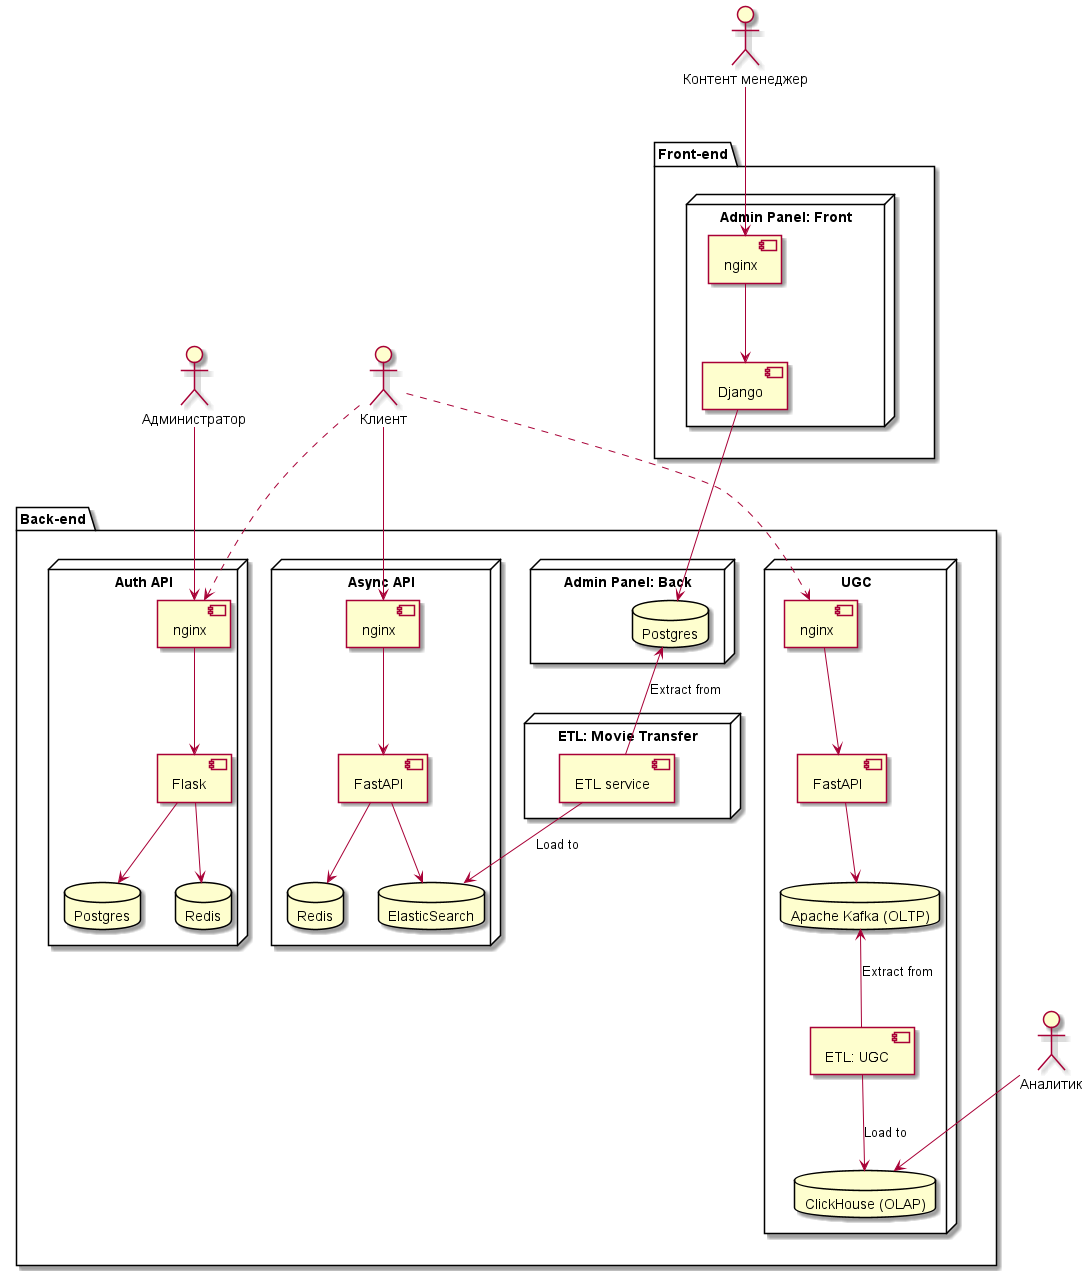 Контент менеджер
Front-end
Admin Panel: Front
nginx
Django
Администратор
Клиент
Back-end
Auth API
nginx
Flask
Postgres
Redis
Async API
nginx
FastAPI
Redis
ElasticSearch
Admin Panel: Back
Postgres
Extract from
ETL: Movie Transfer
ETL service
Load to
UGC
nginx
FastAPI
Apache Kafka (OLTP)
Extract from
ETL: UGC
Load to
ClickHouse (OLAP)
Аналитик